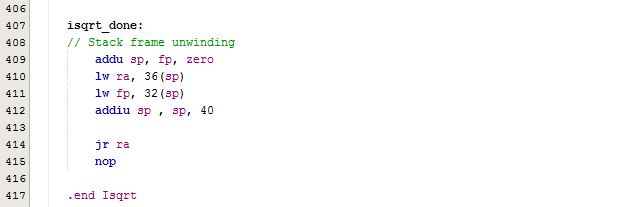 406
407 isqrt_done:
408 // Stack frame unwinding
409 addu sp, fp, zero
410 lw ra, 36(sp)
411 lw fp, 32(sp)
412 addiu sp , sp, 40
413
414 jr ra
415 nop
416
417 .end Isqrt